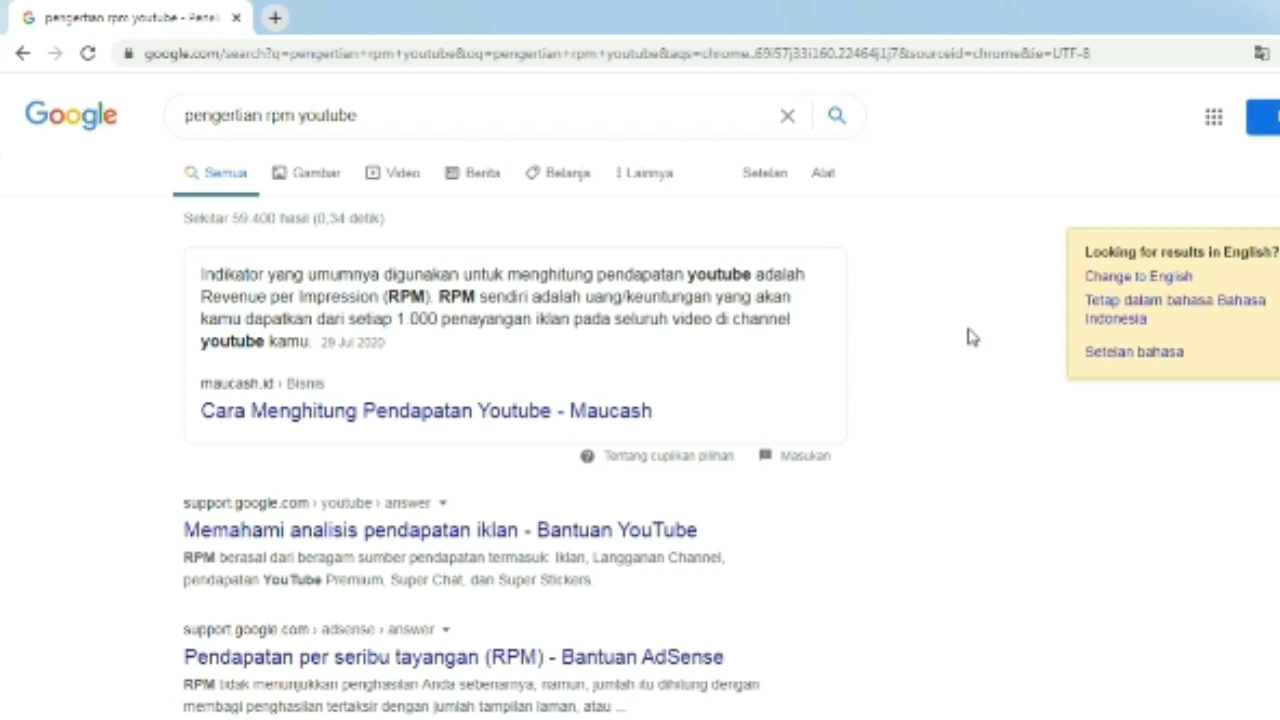 pengertian rpm youtube - Penel
google.com/search?q=pengertian+rpm+youtube&oq=pengertian+rpm+youtube&aqs=chrome..69i57j33i160.22464j1j7&sourceid=chrome&ie=UTF-8
Google
pengertian rpm youtube
Semua Gambar Video Berita Belanja Lainnya Setelan Alat
Sekitar 59.400 hasil (0,34 detik)
Looking for results in English?
Change to English
Tetap dalam bahasa Bahasa
Indonesia
Setelan bahasa
Indikator yang umumnya digunakan untuk menghitung pendapatan youtube adalah
Revenue per Impression (RPM). RPM sendiri adalah uang/keuntungan yang akan
kamu dapatkan dari setiap 1.000 penayangan iklan pada seluruh video di channel
youtube kamu. 29 Jul 2020
maucash.id › Bisnis
Cara Menghitung Pendapatan Youtube - Maucash
Tentang cuplikan pilihan Masukan
support.google.com › youtube › answer
Memahami analisis pendapatan iklan - Bantuan YouTube
RPM berasal dari beragam sumber pendapatan termasuk: Iklan, Langganan Channel,
pendapatan YouTube Premium, Super Chat, dan Super Stickers.
support.google.com › adsense › answer
Pendapatan per seribu tayangan (RPM) - Bantuan AdSense
RPM tidak menunjukkan penghasilan Anda sebenarnya; namun, jumlah itu dihitung dengan
membagi penghasilan tertaksir dengan jumlah tampilan laman, atau ...